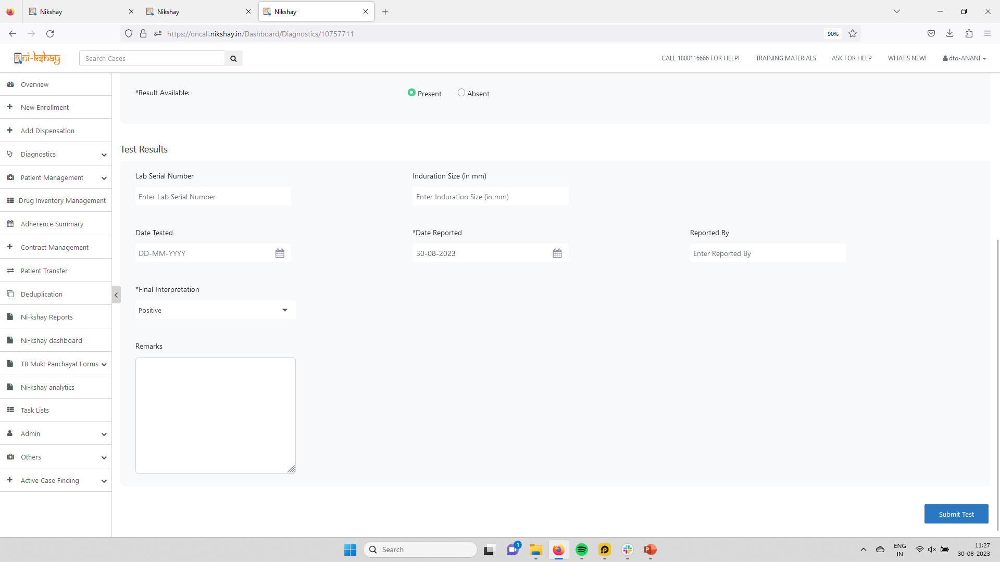 Nikshay
Nikshay
Nikshay
https://oncall.nikshay.in/Dashboard/Diagnostics/10757711
90%
ni-kshay
Search Cases
CALL 1800116666 FOR HELP!
TRAINING MATERIALS
ASK FOR HELP
WHAT'S NEW!
dto-ANANI
Overview
New Enrollment
Add Dispensation
Diagnostics
Patient Management
Drug Inventory Management
Adherence Summary
Contract Management
Patient Transfer
Deduplication
Ni-kshay Reports
Ni-kshay dashboard
TB Mukt Panchayat Forms
Ni-kshay analytics
Task Lists
Admin
Others
Active Case Finding
*Result Available:
Present
Absent
Test Results
Lab Serial Number
Induration Size (in mm)
Enter Lab Serial Number
Enter Induration Size (in mm)
Date Tested
*Date Reported
Reported By
DD-MM-YYYY
30-08-2023
Enter Reported By
*Final Interpretation
Positive
Remarks
Submit Test
Search
1
ENG
IN
11:27
30-08-2023